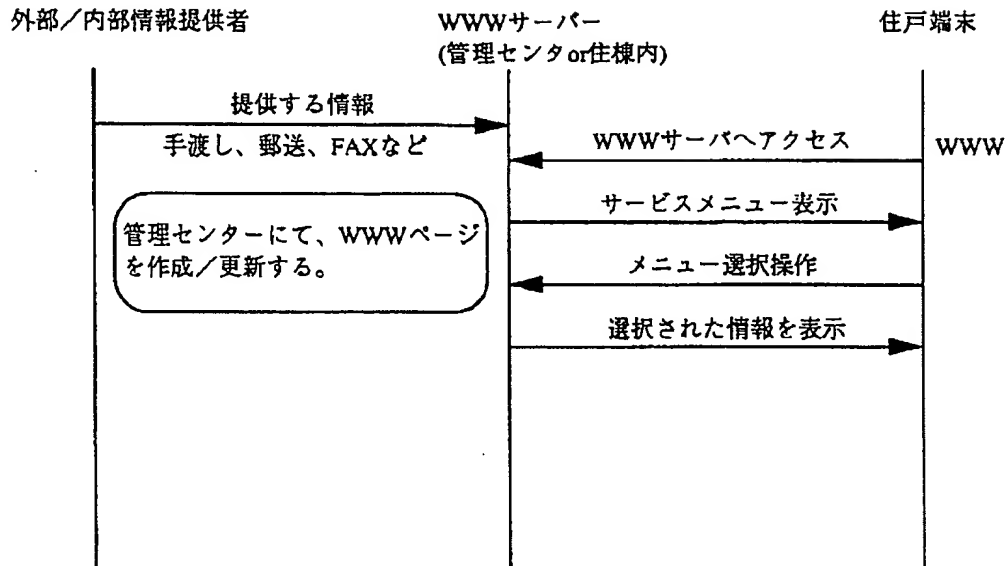 外部／内部情報提供者
WWWサーバー
(管理センタor住棟内)
住戸端末
提供する情報
手渡し、郵送、FAXなど
WWWサーバへアクセス
WWW
サービスメニュー表示
管理センターにて、WWWページ
を作成／更新する。
メニュー選択操作
選択された情報を表示